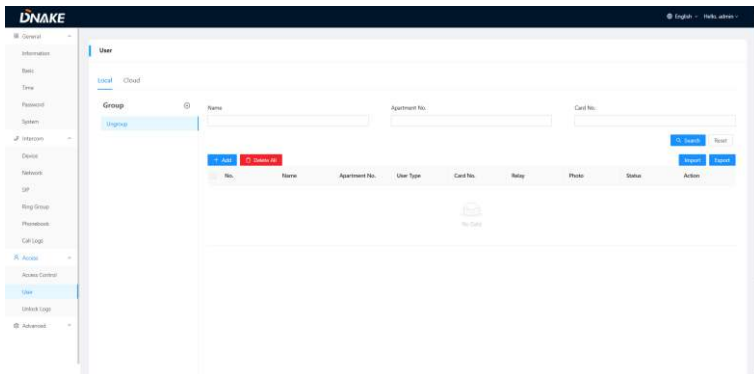 DNAKE
English
Hello, admin
General
Information
Basic
Time
Password
System
Intercom
Device
Network
SIP
Ring Group
Phonebook
Call Logs
Access
Access Control
User
Unlock Logs
Advanced
User
Local Cloud
Group
Ungroup
Name Apartment No. Card No.
Search Reset
+ Add Delete All Import Export
No. Name Apartment No. User Type Card No. Relay Photo Status Action
No Data